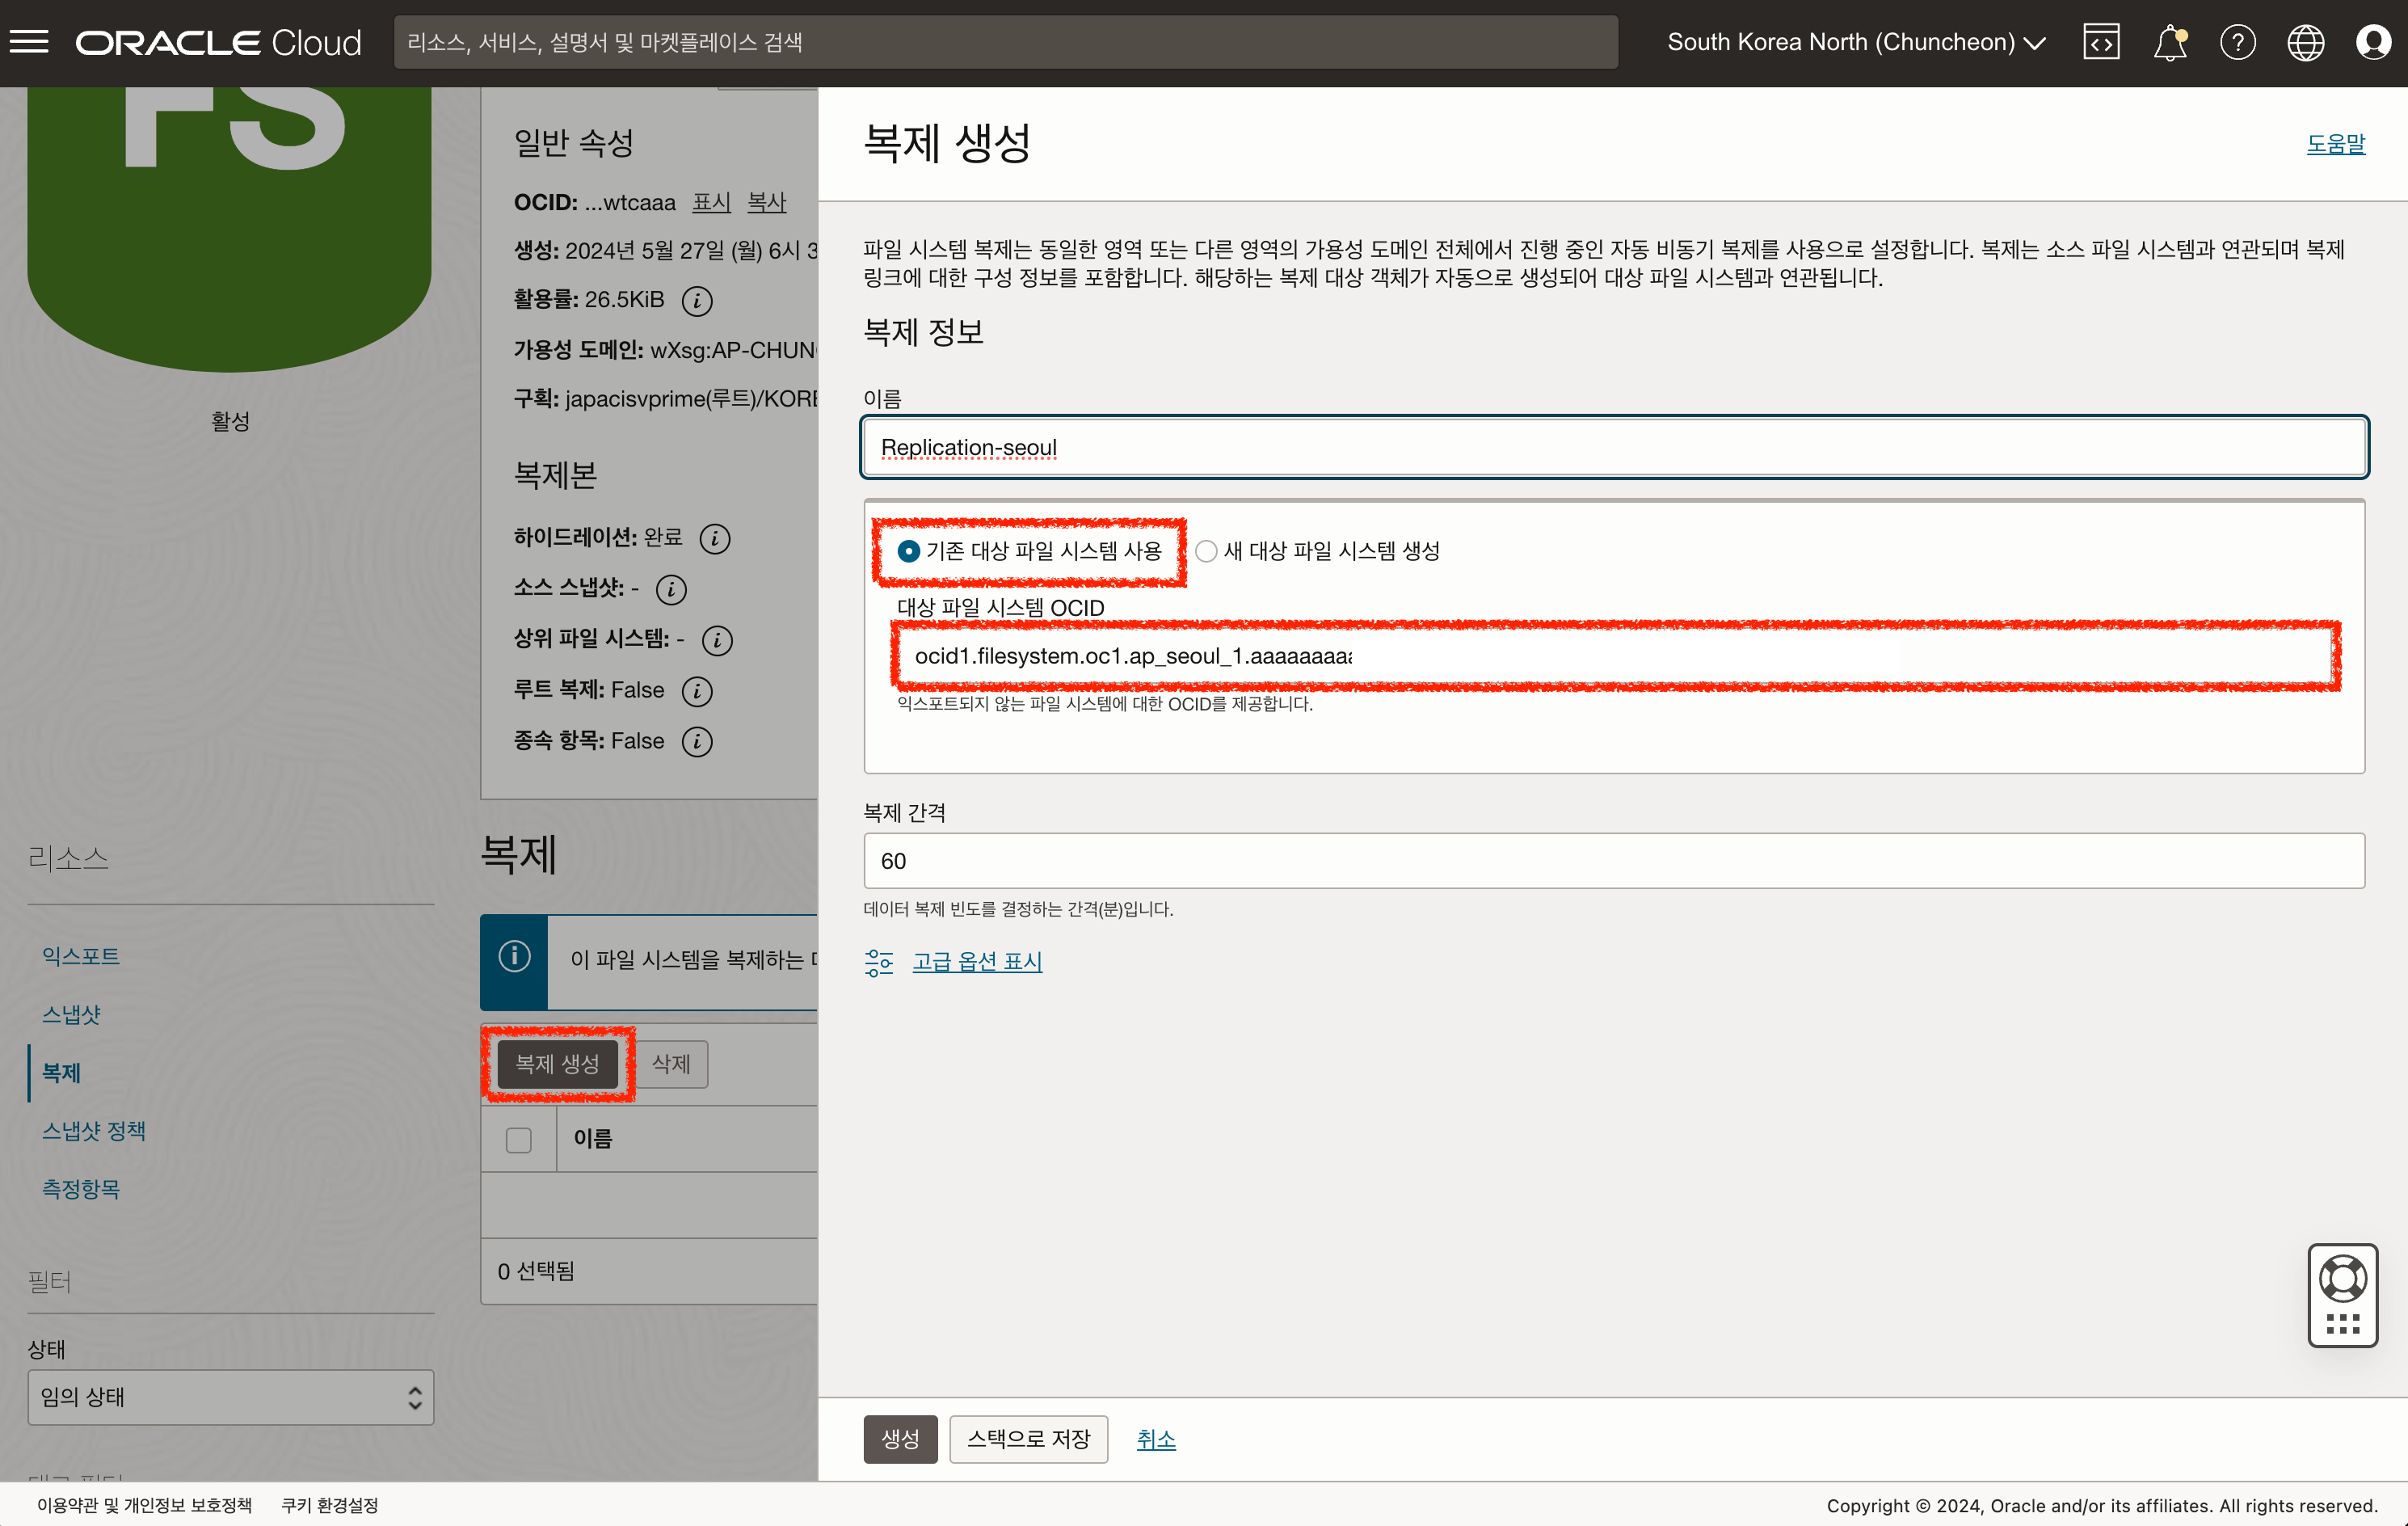 ORACLE Cloud
리소스, 서비스, 설명서 및 마켓플레이스 검색
South Korea North (Chuncheon)
FS
활성
일반 속성
OCID: ...wtcaaa 표시 복사
생성: 2024년 5월 27일 (월) 6시 3
활용률: 26.5KiB
가용성 도메인: wXsg:AP-CHUN
구획: japacisvprime(루트)/KORE
복제본
하이드레이션: 완료
소스 스냅샷: -
상위 파일 시스템: -
루트 복제: False
종속 항목: False
리소스
익스포트
스냅샷
복제
스냅샷 정책
측정항목
필터
상태
임의 상태
복제
이 파일 시스템을 복제하는
복제 생성 삭제
이름
0 선택됨
복제 생성
도움말
파일 시스템 복제는 동일한 영역 또는 다른 영역의 가용성 도메인 전체에서 진행 중인 자동 비동기 복제를 사용으로 설정합니다. 복제는 소스 파일 시스템과 연관되며 복제
링크에 대한 구성 정보를 포함합니다. 해당하는 복제 대상 객체가 자동으로 생성되어 대상 파일 시스템과 연관됩니다.
복제 정보
이름
Replication-seoul
기존 대상 파일 시스템 사용 새 대상 파일 시스템 생성
대상 파일 시스템 OCID
ocid1.filesystem.oc1.ap_seoul_1.aaaaaaaaa
익스포트되지 않는 파일 시스템에 대한 OCID를 제공합니다.
복제 간격
60
데이터 복제 빈도를 결정하는 간격(분)입니다.
고급 옵션 표시
생성 스택으로 저장 취소
이용약관 및 개인정보 보호정책 쿠키 환경설정
Copyright © 2024, Oracle and/or its affiliates. All rights reserved.